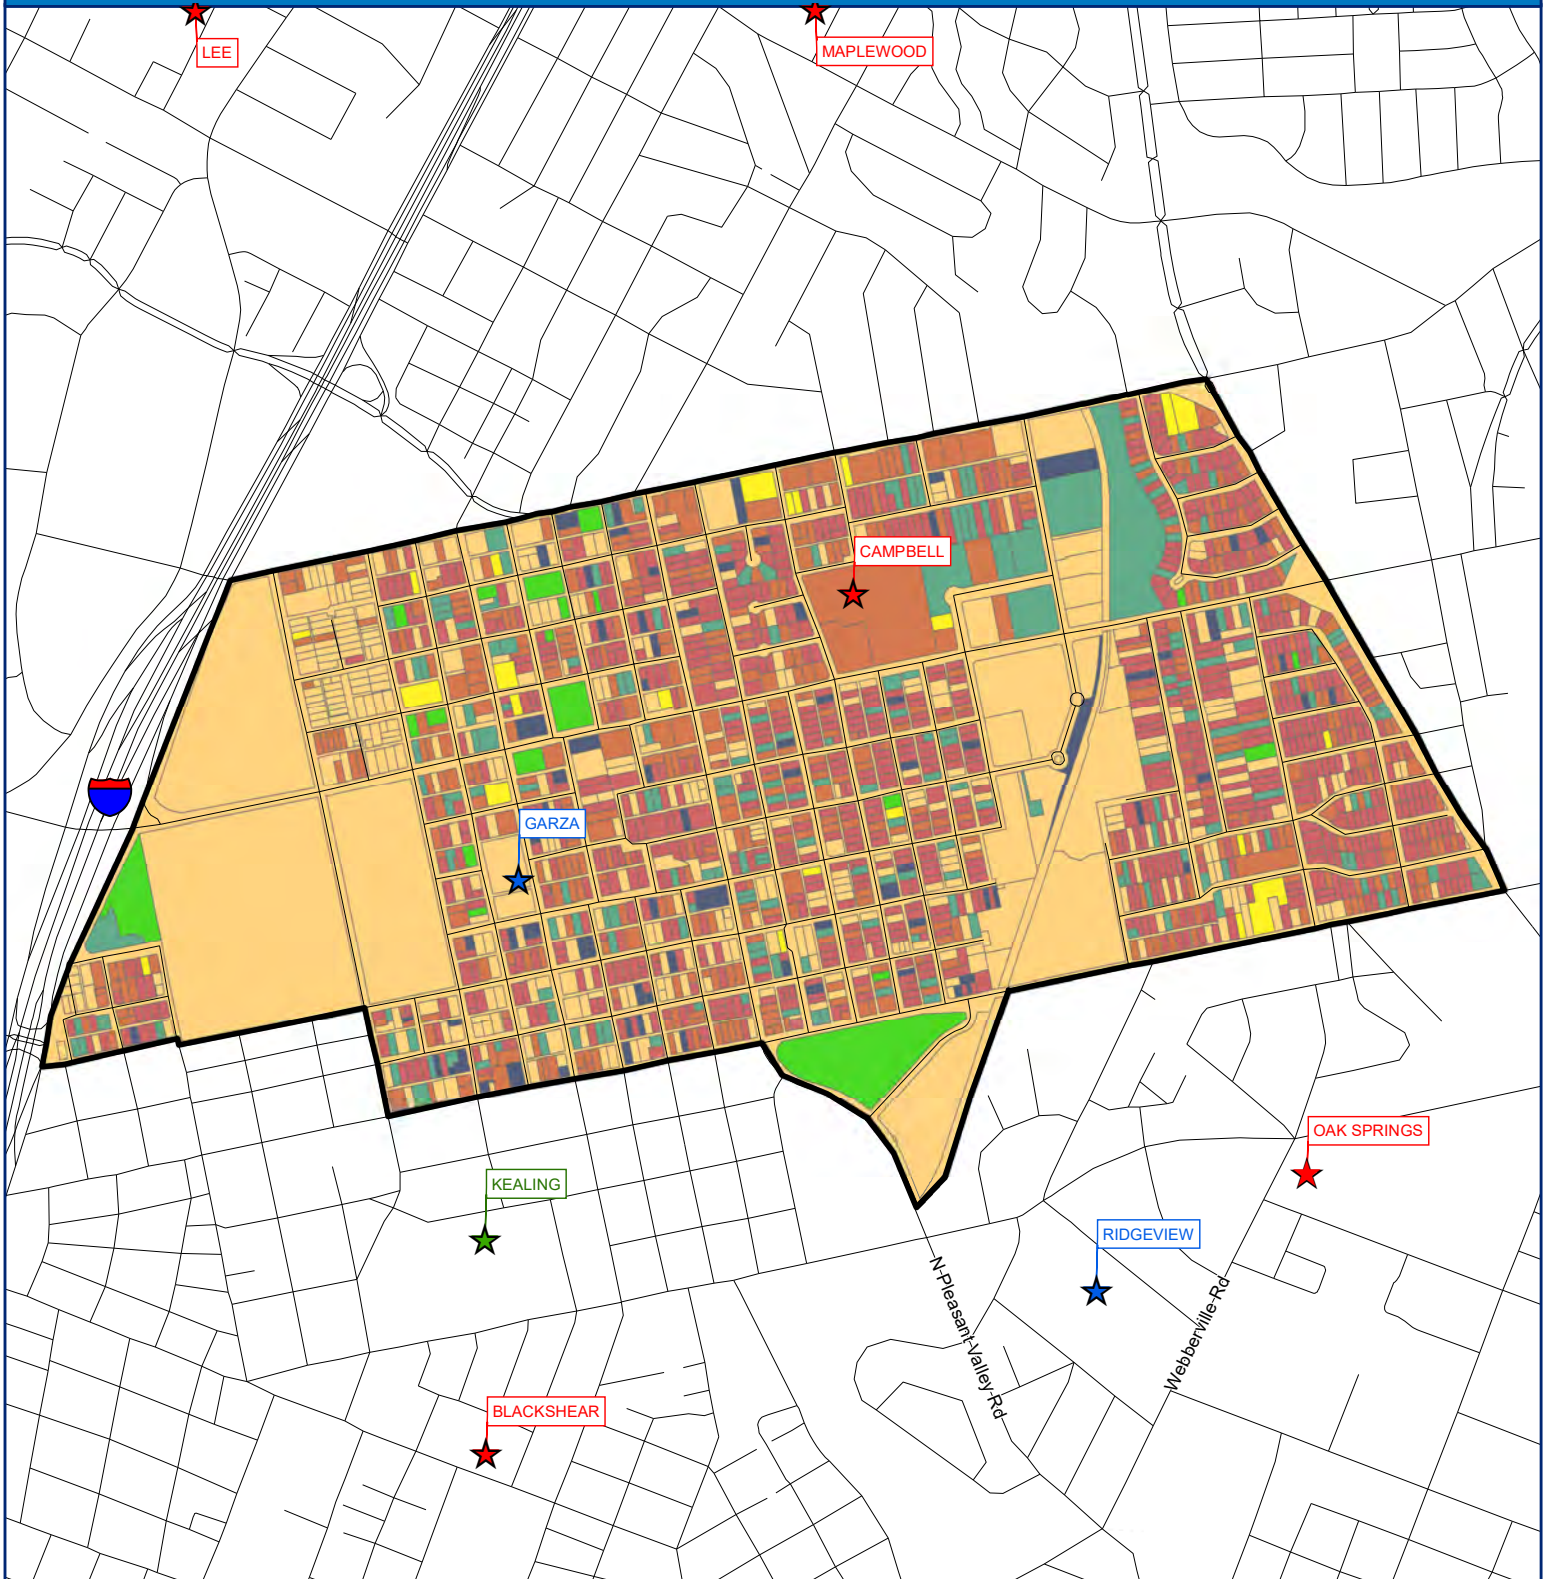 LEE
MAPLEWOOD
CAMPBELL
GARZA
OAK SPRINGS
KEALING
RIDGEVIEW
N-Pleasant-Valley-Rd
Webberville-Rd
BLACKSHEAR